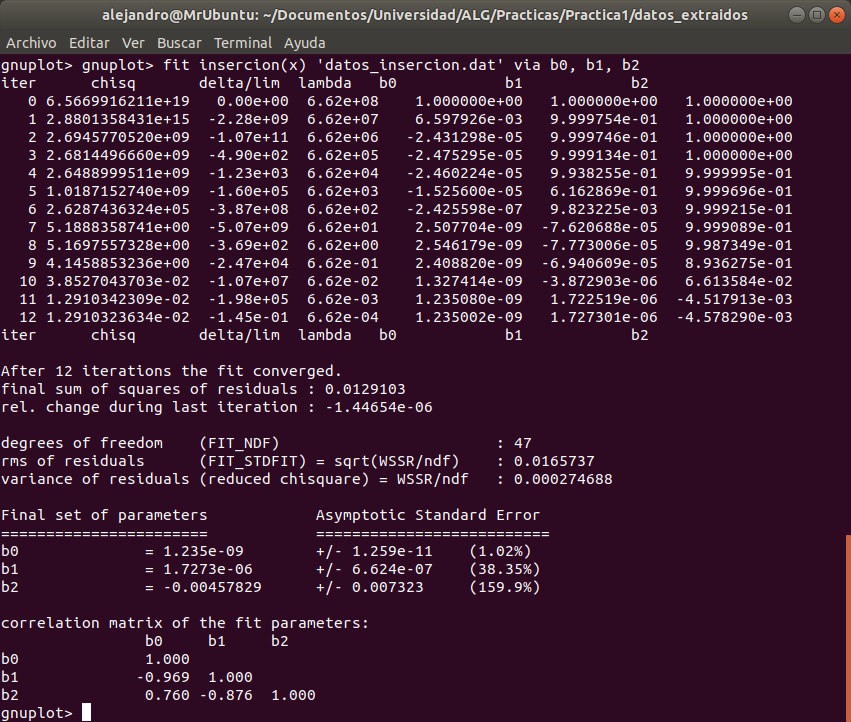 alejandro@MrUbuntu: ~/Documentos/Universidad/ALG/Practicas/Practica1/datos_extraidos
Archivo Editar Ver Buscar Terminal Ayuda
gnuplot> gnuplot> fit insercion(x) 'datos_insercion.dat' via b0, b1, b2
iter chisq delta/lim lambda b0 b1 b2
0 6.5669916211e+19 0.00e+00 6.62e+08 1.000000e+00 1.000000e+00 1.000000e+00
1 2.8801358431e+15 -2.28e+09 6.62e+07 6.597926e-03 9.999754e-01 1.000000e+00
2 2.6945770520e+09 -1.07e+11 6.62e+06 -2.431298e-05 9.999746e-01 1.000000e+00
3 2.6814496660e+09 -4.90e+02 6.62e+05 -2.475295e-05 9.999134e-01 1.000000e+00
4 2.6488999511e+09 -1.23e+03 6.62e+04 -2.460224e-05 9.938255e-01 9.999995e-01
5 1.0187152740e+09 -1.60e+05 6.62e+03 -1.525600e-05 6.162869e-01 9.999696e-01
6 2.6287436324e+05 -3.87e+08 6.62e+02 -2.425598e-07 9.823225e-03 9.999215e-01
7 5.1888358741e+00 -5.07e+09 6.62e+01 2.507704e-09 -7.620688e-05 9.999089e-01
8 5.1697557328e+00 -3.69e+02 6.62e+00 2.546179e-09 -7.773006e-05 9.987349e-01
9 4.1458853236e+00 -2.47e+04 6.62e-01 2.408820e-09 -6.940609e-05 8.936275e-01
10 3.8527043703e-02 -1.07e+07 6.62e-02 1.327414e-09 -3.872903e-06 6.613584e-02
11 1.2910342309e-02 -1.98e+05 6.62e-03 1.235080e-09 1.722519e-06 -4.517913e-03
12 1.2910323634e-02 -1.45e-01 6.62e-04 1.235002e-09 1.727301e-06 -4.578290e-03
iter chisq delta/lim lambda b0 b1 b2
After 12 iterations the fit converged.
final sum of squares of residuals : 0.0129103
rel. change during last iteration : -1.44654e-06
degrees of freedom (FIT_NDF) : 47
rms of residuals (FIT_STDFIT) = sqrt(WSSR/ndf) : 0.0165737
variance of residuals (reduced chisquare) = WSSR/ndf : 0.000274688
Final set of parameters Asymptotic Standard Error
======================= ==========================
b0 = 1.235e-09 +/- 1.259e-11 (1.02%)
b1 = 1.7273e-06 +/- 6.624e-07 (38.35%)
b2 = -0.00457829 +/- 0.007323 (159.9%)
correlation matrix of the fit parameters:
b0 b1 b2
b0 1.000
b1 -0.969 1.000
b2 0.760 -0.876 1.000
gnuplot>